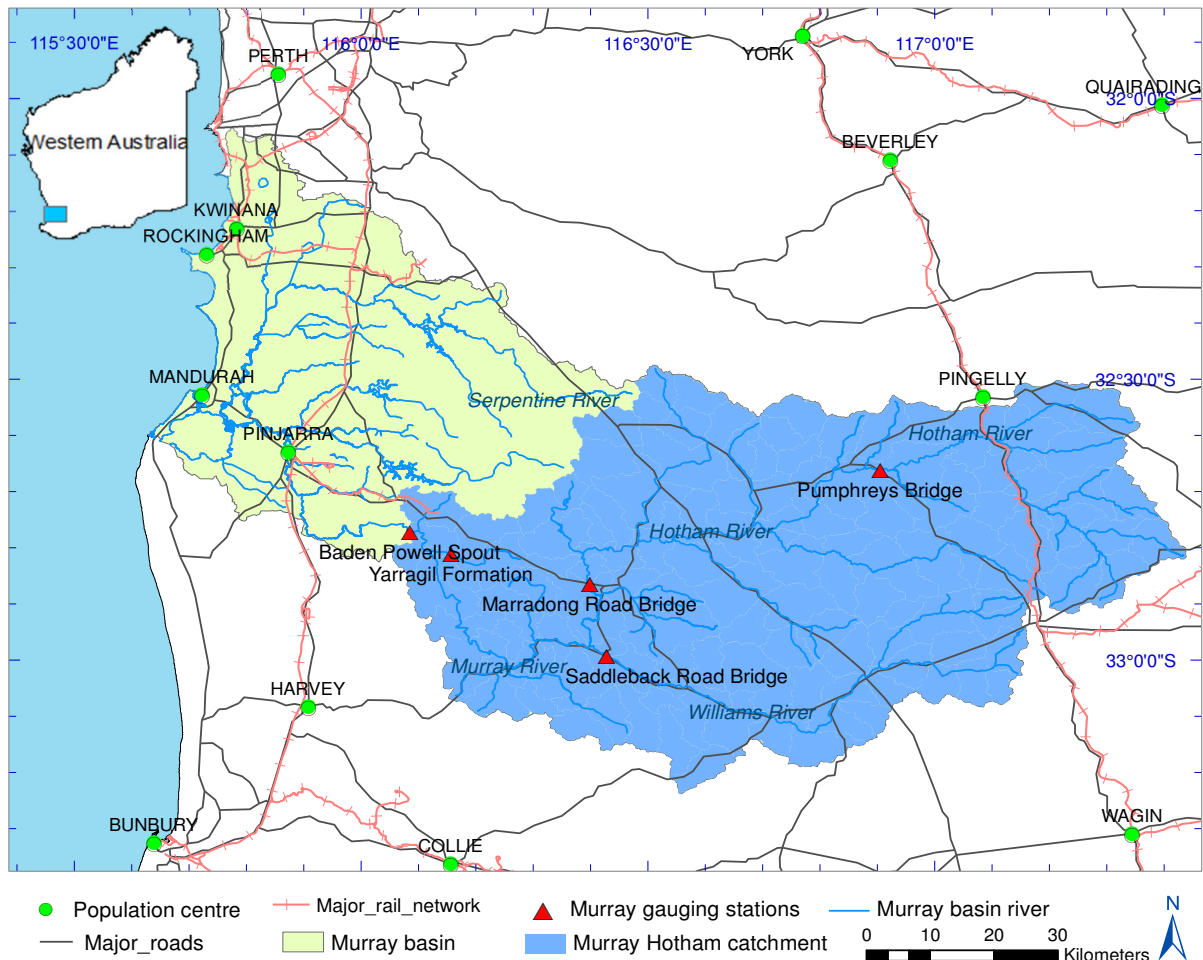 115°30'0"E
116°0'0"E
116°30'0"E
117°0'0"E
PERTH
YORK
QUAIRADING
32°0'0"S
Western Australia
BEVERLEY
KWINANA
ROCKINGHAM
MANDURAH
PINGELLY
32°30'0"S
Serpentine River
PINJARRA
Hotham River
Pumphreys Bridge
Hotham River
Baden Powell Spout
Yarragil Formation
Marradong Road Bridge
Murray River
Saddleback Road Bridge
33°0'0"S
HARVEY
Williams River
BUNBURY
COLLIE
WAGIN
Population centre
Major_rail_network
Murray gauging stations
Murray basin river
N
Major_roads
Murray basin
Murray Hotham catchment
0 10 20 30
Kilometers